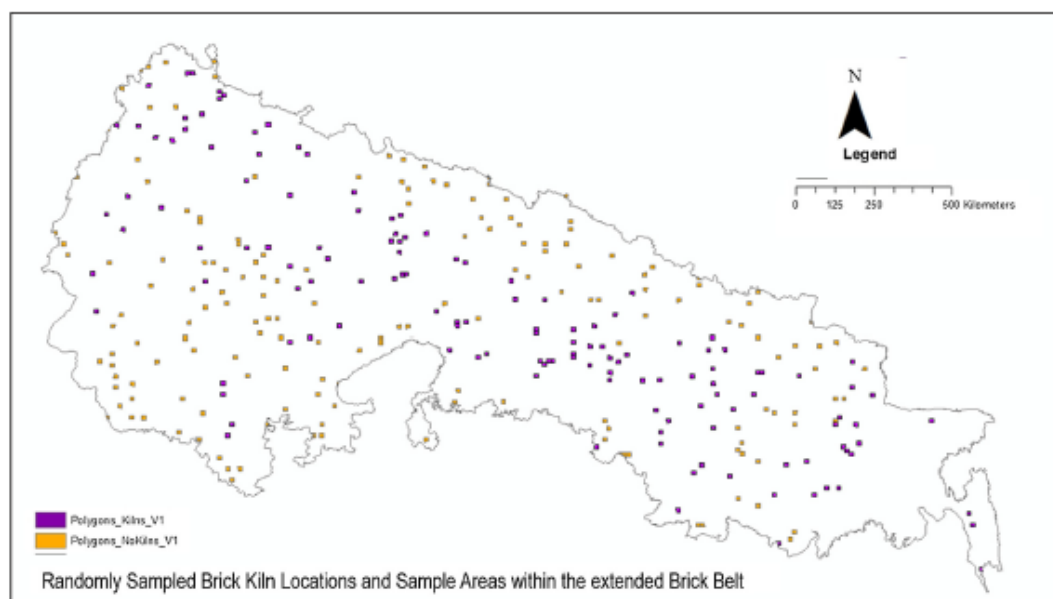 N
Legend
0 125 250 500 Kilometers
Polygons_Kilns_V1
Polygons_NoKilns_V1
Randomly Sampled Brick Kiln Locations and Sample Areas within the extended Brick Belt